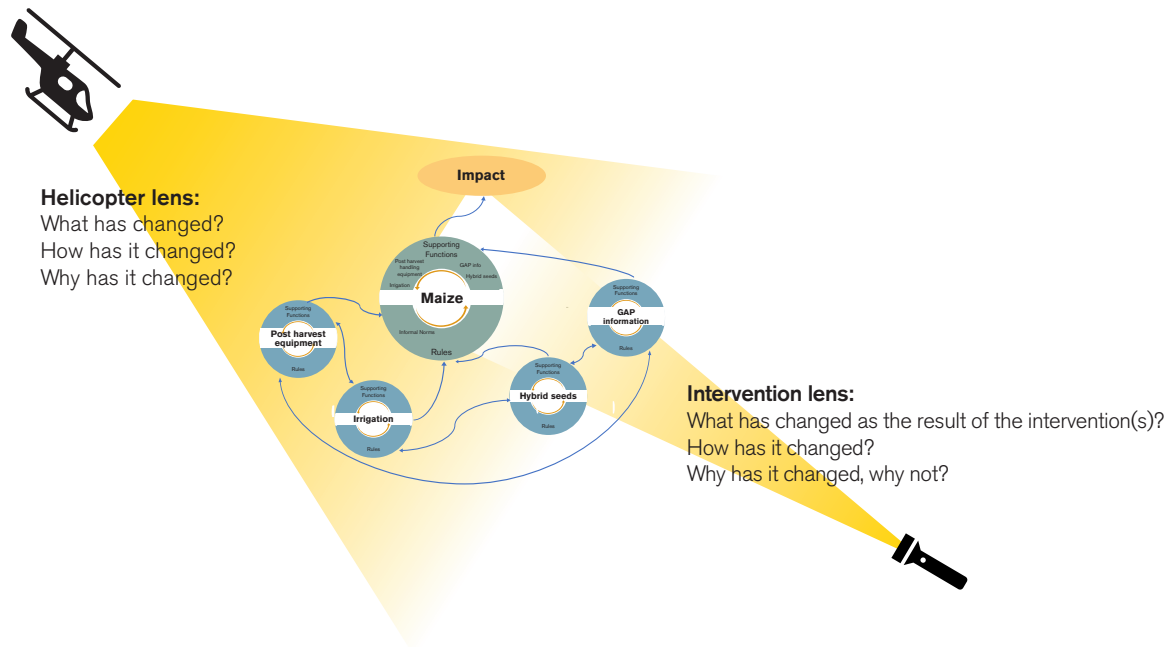 Helicopter lens:
What has changed?
How has it changed?
Why has it changed?
Impact
Supporting
Functions
Post harvest
handling
equipment
GAP info
Hybrid seeds
Irrigation
Maize
Informal Norms
Rules
Supporting
Functions
Post harvest
equipment
Rules
Supporting
Functions
Irrigation
Rules
Supporting
Functions
Hybrid seeds
Rules
Supporting
Functions
GAP
information
Rules
Intervention lens:
What has changed as the result of the intervention(s)?
How has it changed?
Why has it changed, why not?